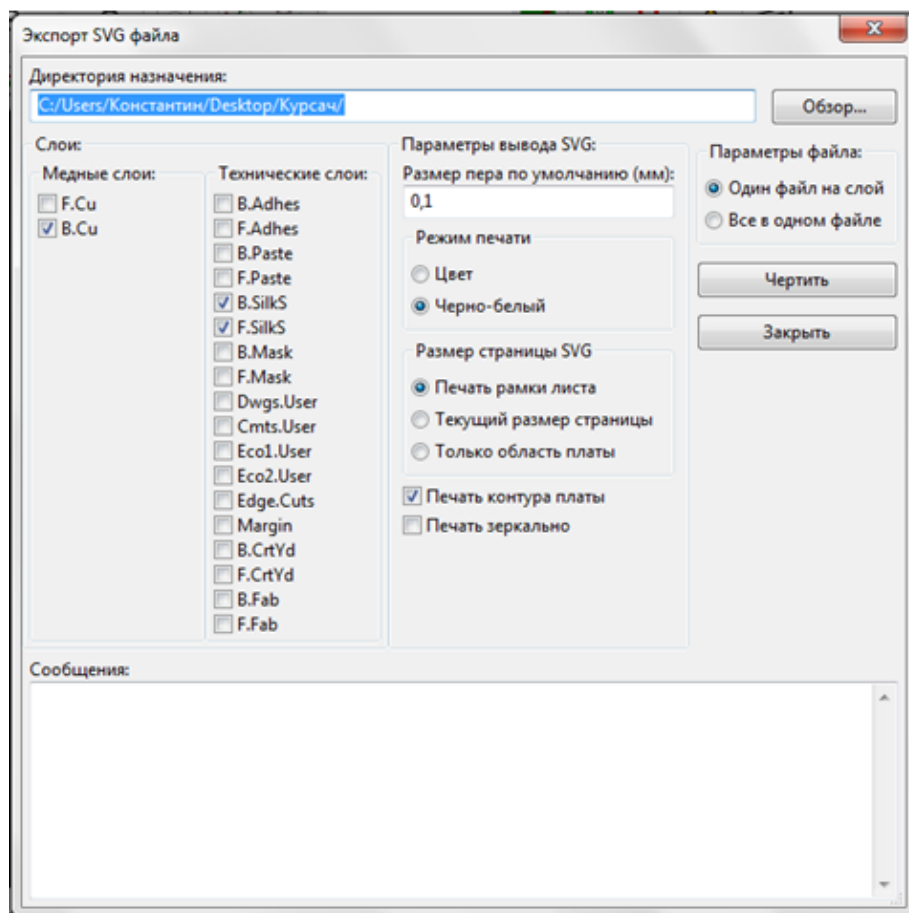 Экспорт SVG файла
Директория назначения:
C:/Users/Константин/Desktop/Курсач/
Обзор...
Слои:
Медные слои:
F.Cu
B.Cu
Технические слои:
B.Adhes
F.Adhes
B.Paste
F.Paste
B.SilkS
F.SilkS
B.Mask
F.Mask
Dwgs.User
Cmts.User
Eco1.User
Eco2.User
Edge.Cuts
Margin
B.CrtYd
F.CrtYd
B.Fab
F.Fab
Параметры вывода SVG:
Размер пера по умолчанию (мм):
0,1
Режим печати
Цвет
Черно-белый
Размер страницы SVG
Печать рамки листа
Текущий размер страницы
Только область платы
Печать контура платы
Печать зеркально
Параметры файла:
Один файл на слой
Все в одном файле
Чертить
Закрыть
Сообщения: